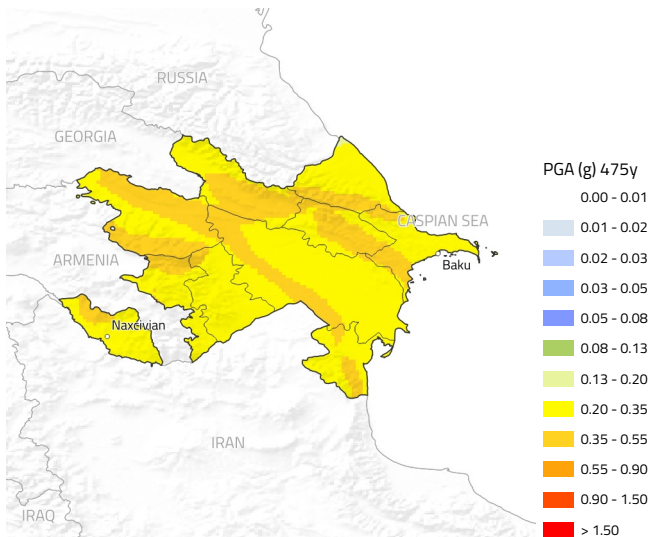 RUSSIA
GEORGIA
PGA (g) 475y
0.00 - 0.01
CASPIAN SEA
0.01 - 0.02
ARMENIA
0.02 - 0.03
Baku
0.03 - 0.05
0.05 - 0.08
Naxcivian
0.08 - 0.13
0.13 - 0.20
0.20 - 0.35
0.35 - 0.55
IRAN
0.55 - 0.90
0.90 - 1.50
IRAQ
> 1.50